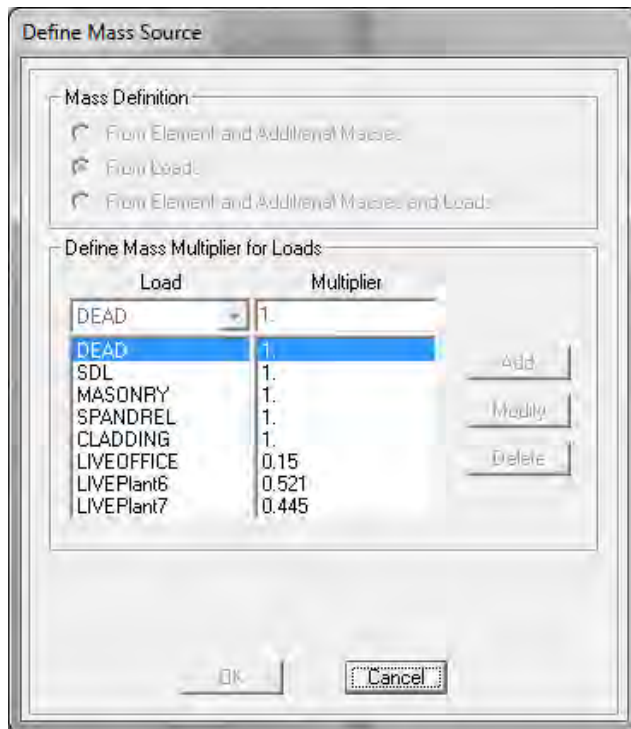 Define Mass Source
Mass Definition
From Element and Additional Masses
From Loads
From Element and Additional Masses and Loads
Define Mass Multiplier for Loads
Load Multiplier
DEAD 1.
DEAD 1.
SDL 1.
MASONRY 1.
SPANDREL 1.
CLADDING 1.
LIVEOFFICE 0.15
LIVEPlant6 0.521
LIVEPlant7 0.445
Add
Modify
Delete
OK Cancel